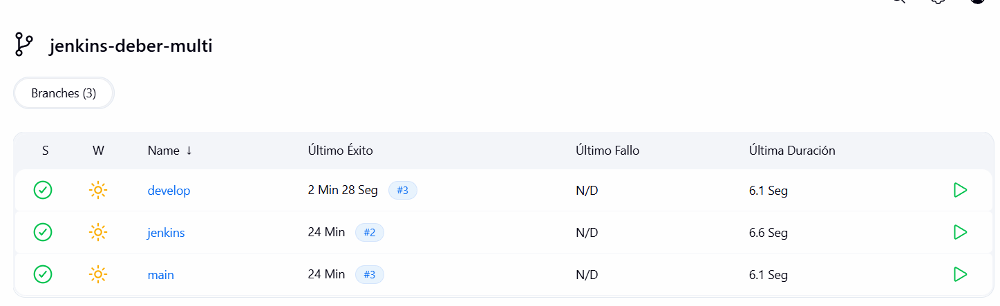 jenkins-deber-multi
Branches (3)
S W Name ↓ Último Éxito Último Fallo Última Duración
develop 2 Min 28 Seg #3 N/D 6.1 Seg
jenkins 24 Min #2 N/D 6.6 Seg
main 24 Min #3 N/D 6.1 Seg